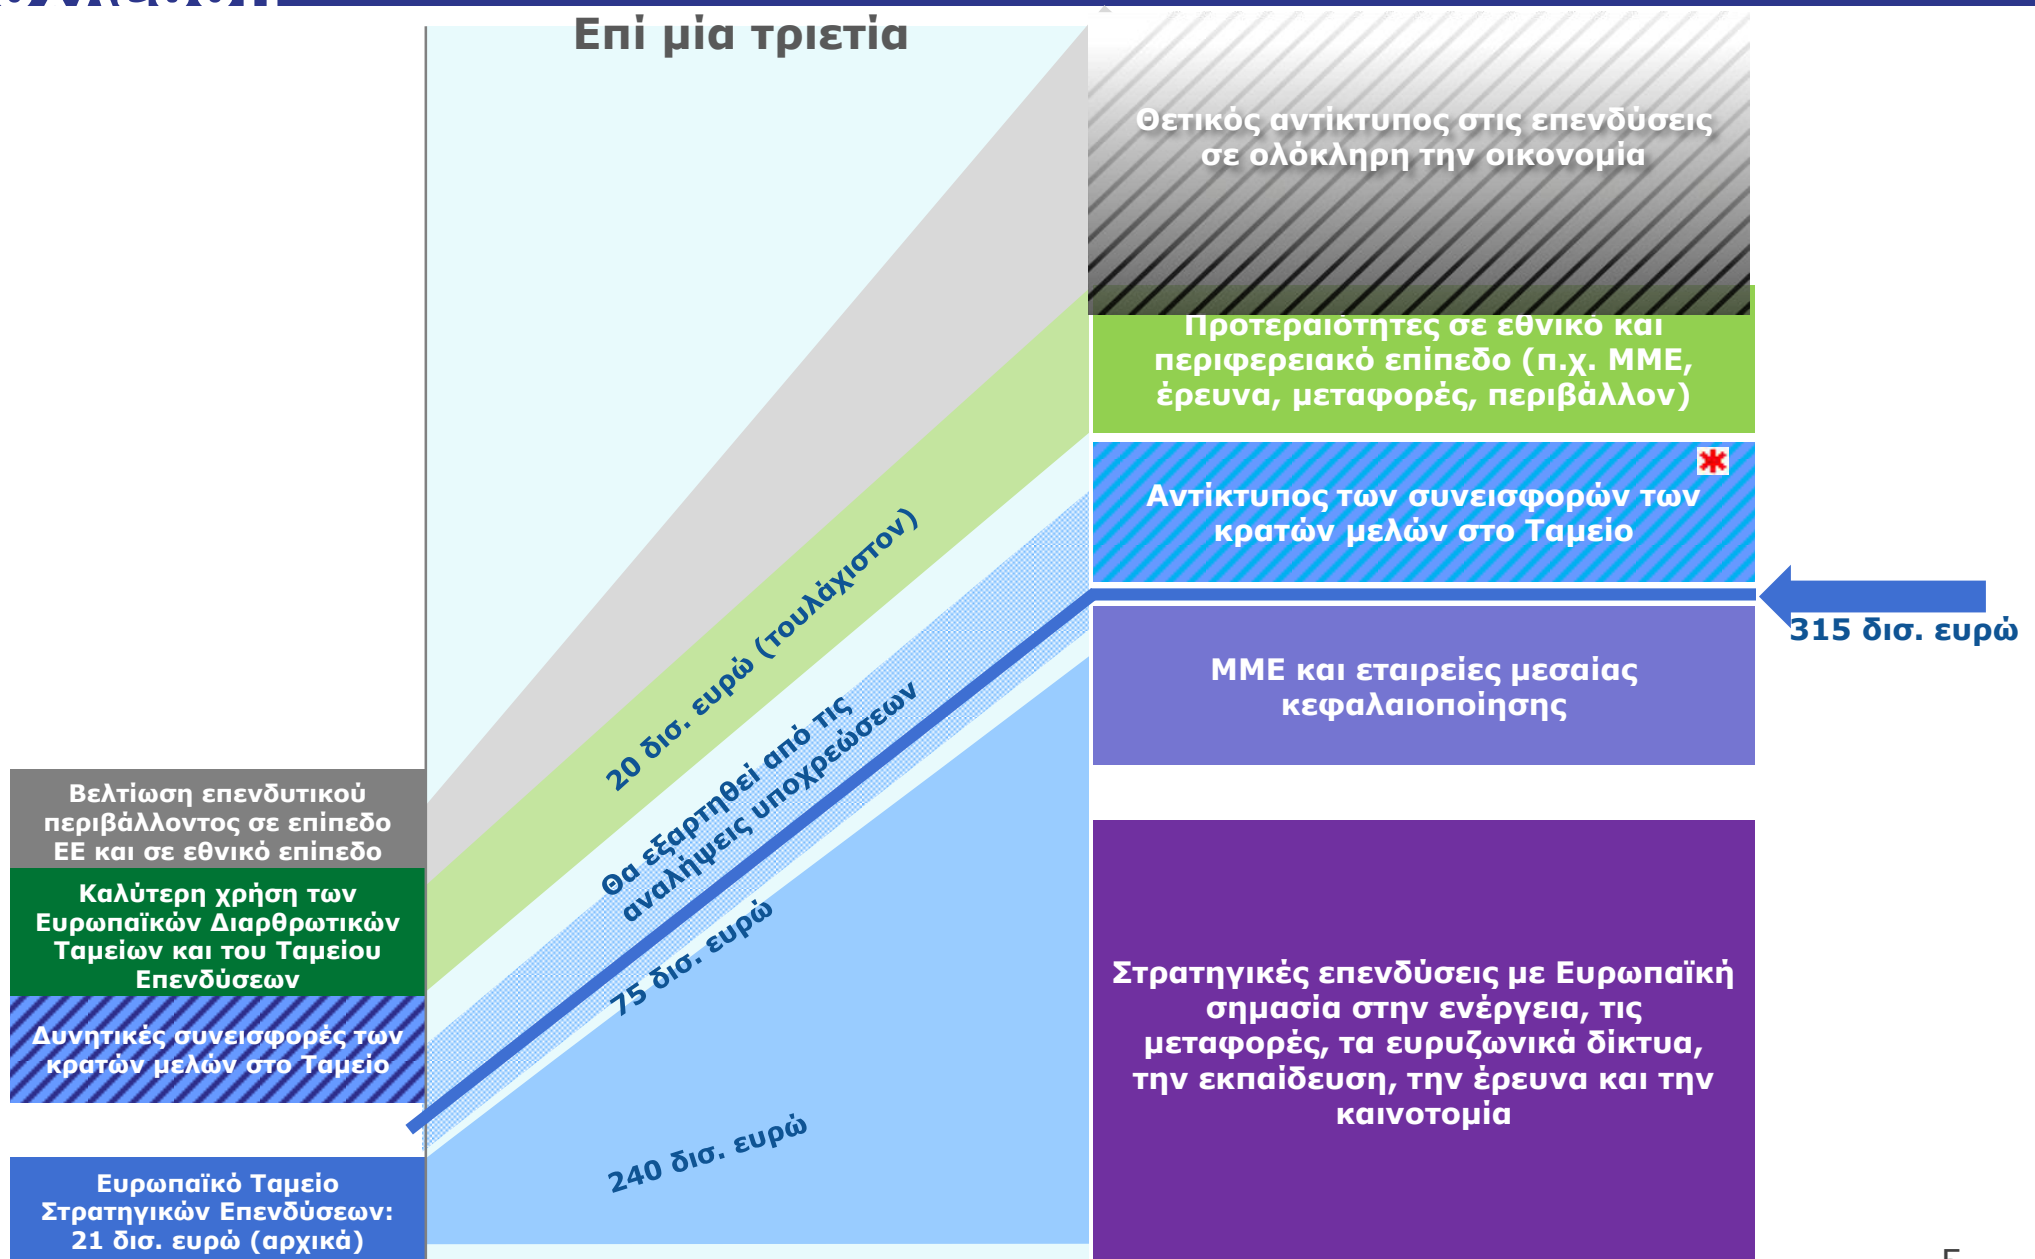 Επί μία τριετία
Θετικός αντίκτυπος στις επενδύσεις
σε ολόκληρη την οικονομία
Προτεραιότητες σε εθνικό και
περιφερειακό επίπεδο (π.χ. ΜΜΕ,
έρευνα, μεταφορές, περιβάλλον)
Αντίκτυπος των συνεισφορών των
κρατών μελών στο Ταμείο
315 δισ. ευρώ
ΜΜΕ και εταιρείες μεσαίας
κεφαλαιοποίησης
Στρατηγικές επενδύσεις με Ευρωπαϊκή
σημασία στην ενέργεια, τις
μεταφορές, τα ευρυζωνικά δίκτυα,
την εκπαίδευση, την έρευνα και την
καινοτομία
20 δισ. ευρώ (τουλάχιστον)
Θα εξαρτηθεί από τις
αναλήψεις υποχρεώσεων
75 δισ. ευρώ
240 δισ. ευρώ
Βελτίωση επενδυτικού
περιβάλλοντος σε επίπεδο
ΕΕ και σε εθνικό επίπεδο
Καλύτερη χρήση των
Ευρωπαϊκών Διαρθρωτικών
Ταμείων και του Ταμείου
Επενδύσεων
Δυνητικές συνεισφορές των
κρατών μελών στο Ταμείο
Ευρωπαϊκό Ταμείο
Στρατηγικών Επενδύσεων:
21 δισ. ευρώ (αρχικά)